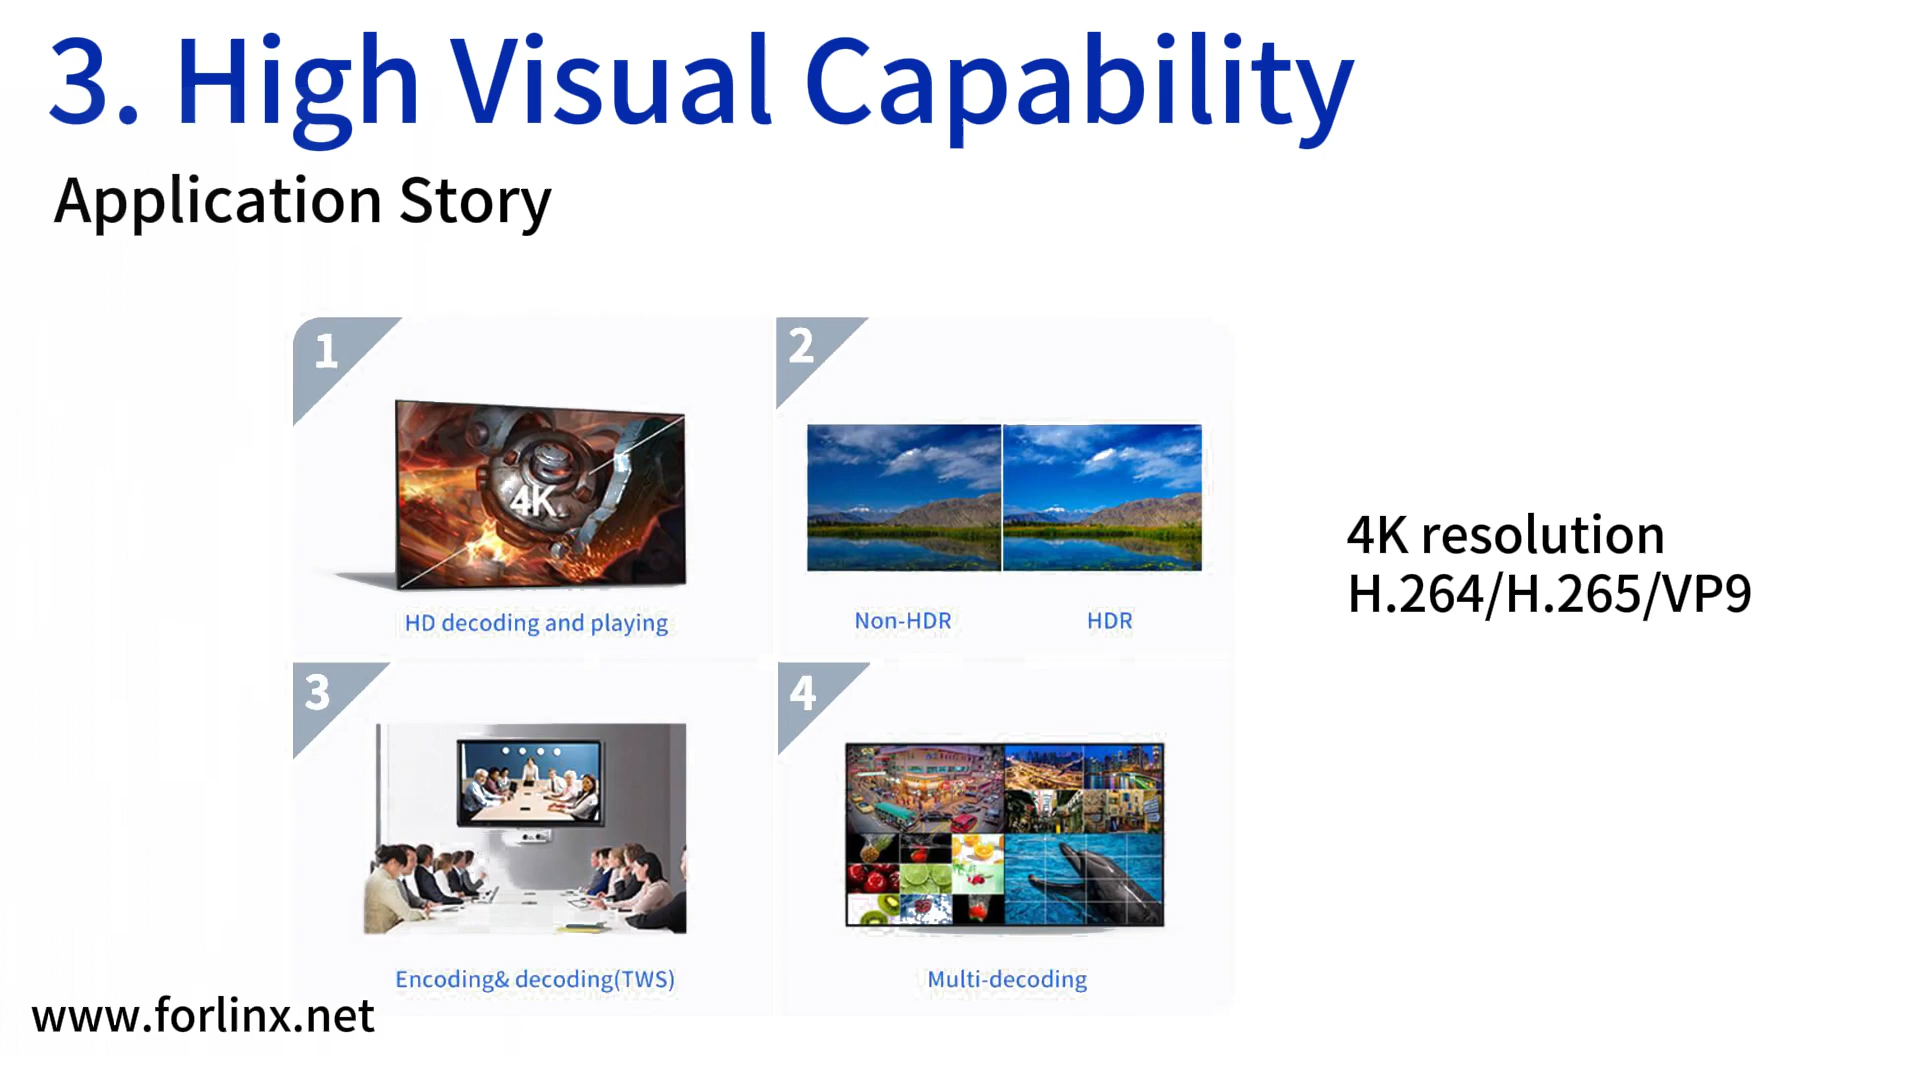 3. High Visual Capability
Application Story
1
4K
HD decoding and playing
2
Non-HDR
HDR
3
Encoding& decoding(TWS)
4
Multi-decoding
4K resolution
H.264/H.265/VP9
www.forlinx.net